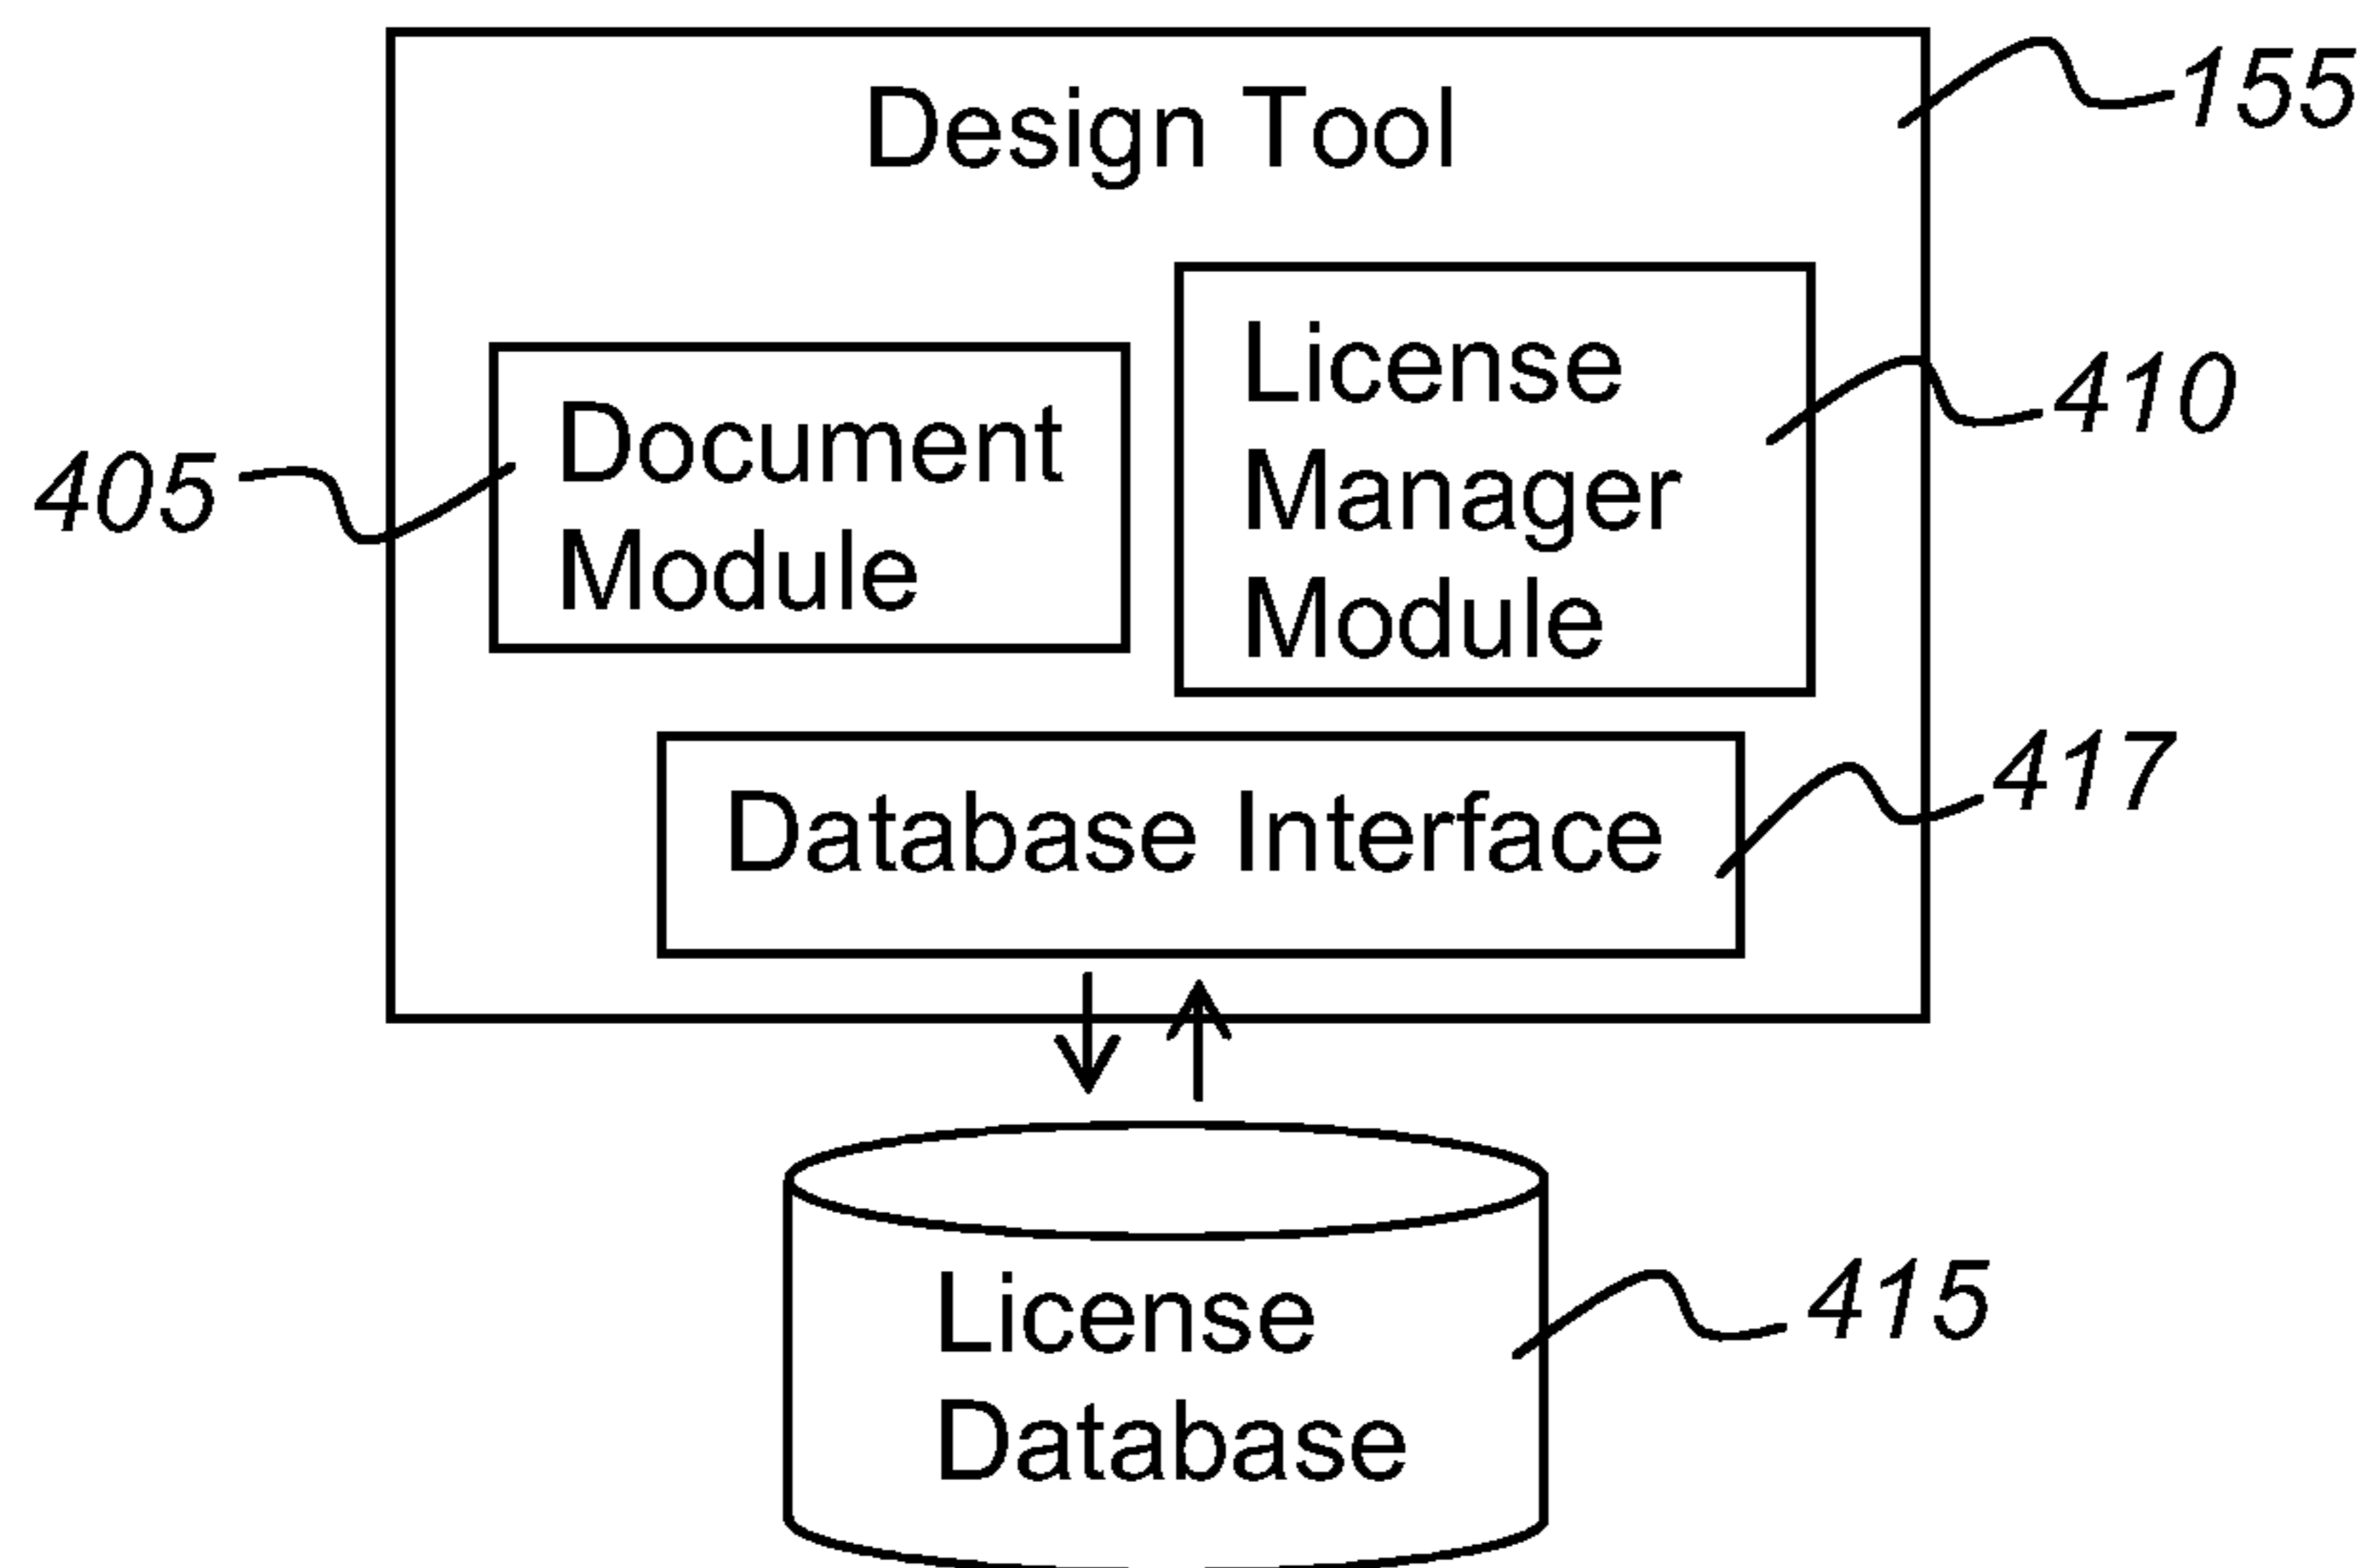 Design Tool
155
License
Manager
Module
410
Document
Module
405
Database Interface
417
License
Database
415